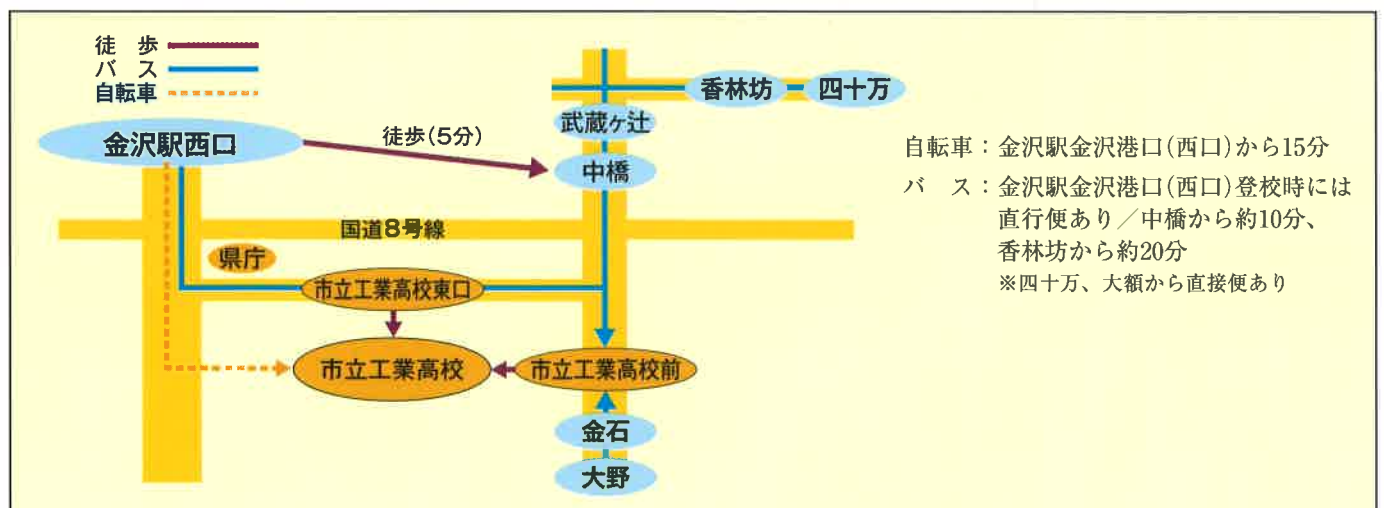 徒　歩
バ　ス
自転車
香林坊
四十万
武蔵ヶ辻
金沢駅西口
徒歩(5分)
中橋
国道8号線
県庁
市立工業高校東口
市立工業高校
市立工業高校前
金石
大野
自転車：金沢駅金沢港口(西口)から15分
バ　ス：金沢駅金沢港口(西口)登校時には
直行便あり／中橋から約10分、
香林坊から約20分
※四十万、大額から直接便あり